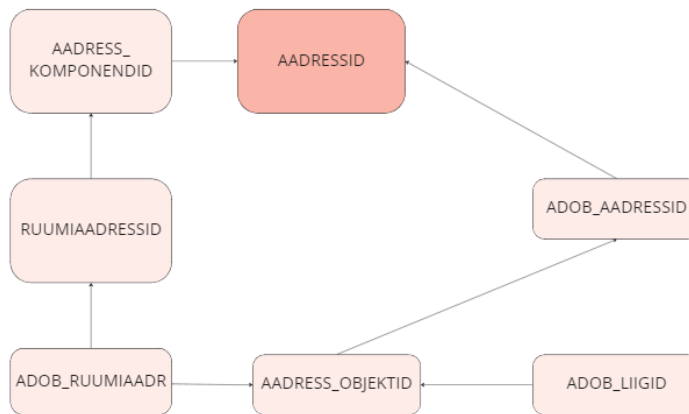 AADRESS_
KOMPONENDID
AADRESSID
RUUMIAADRESSID
ADOB_AADRESSID
ADOB_RUUMIAADR
AADRESS_OBJEKTID
ADOB_LIIGID